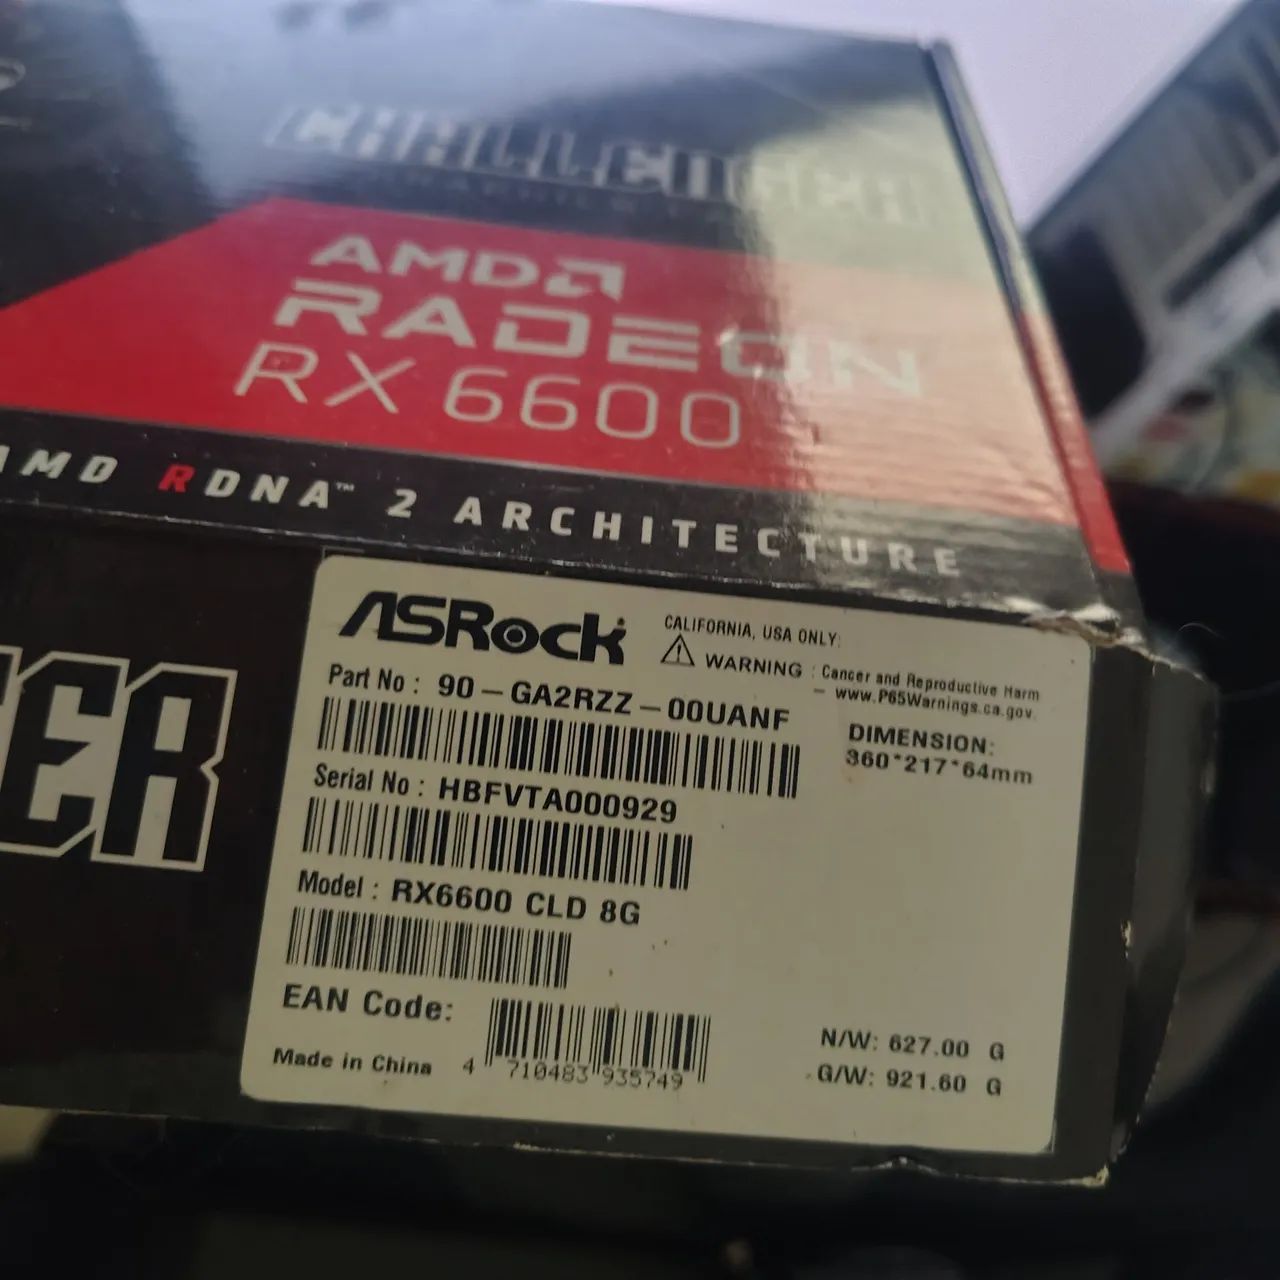 CHALLENGER
AMD
RADEON
RX 6600
AMD RDNA™ 2 ARCHITECTURE
ER
ASRock
CALIFORNIA, USA ONLY:
WARNING : Cancer and Reproductive Harm
- www.P65Warnings.ca.gov.
Part No : 90-GA2RZZ-00UANF
DIMENSION:
360*217*64mm
Serial No : HBFVTA000929
Model : RX6600 CLD 8G
EAN Code:
4 710483 935749
Made in China
N/W: 627.00 G
G/W: 921.60 G